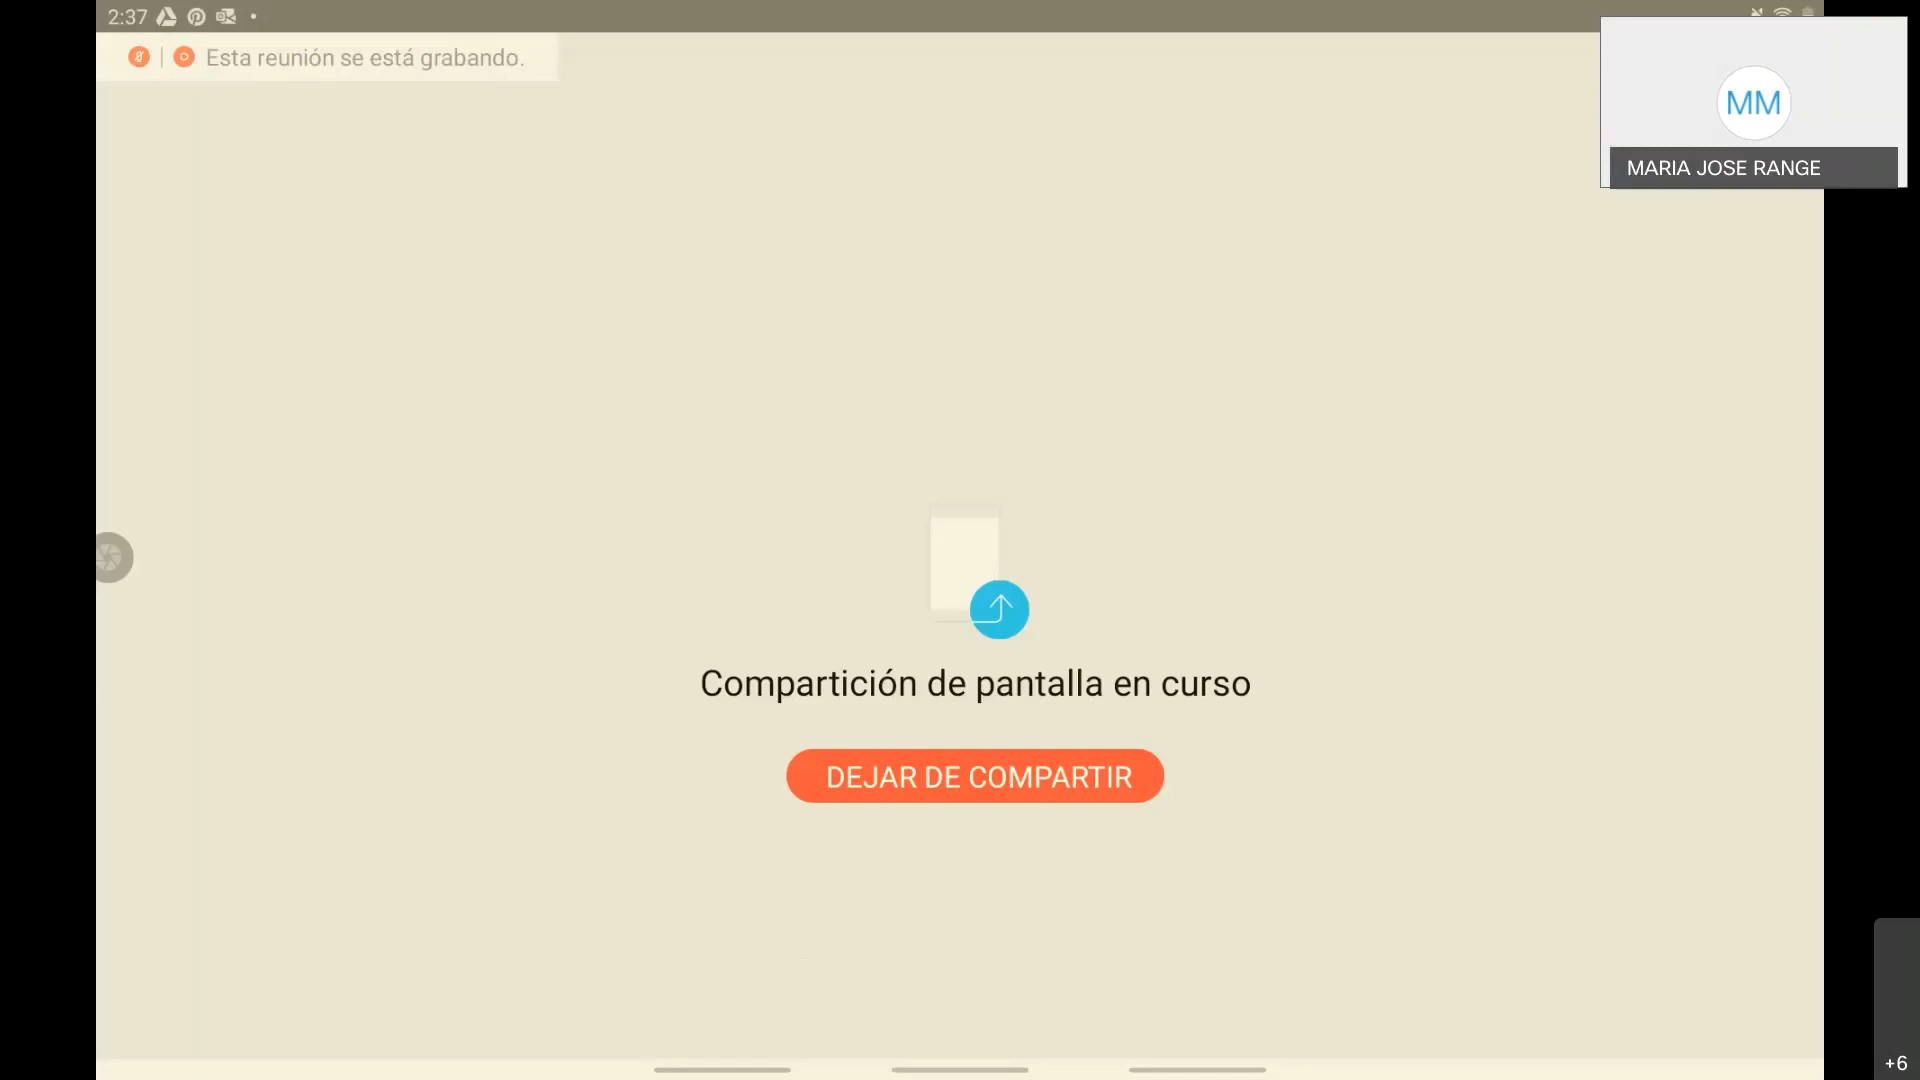 2:37
Esta reunión se está grabando.
MM
MARIA JOSE RANGE
Compartición de pantalla en curso
DEJAR DE COMPARTIR
+6